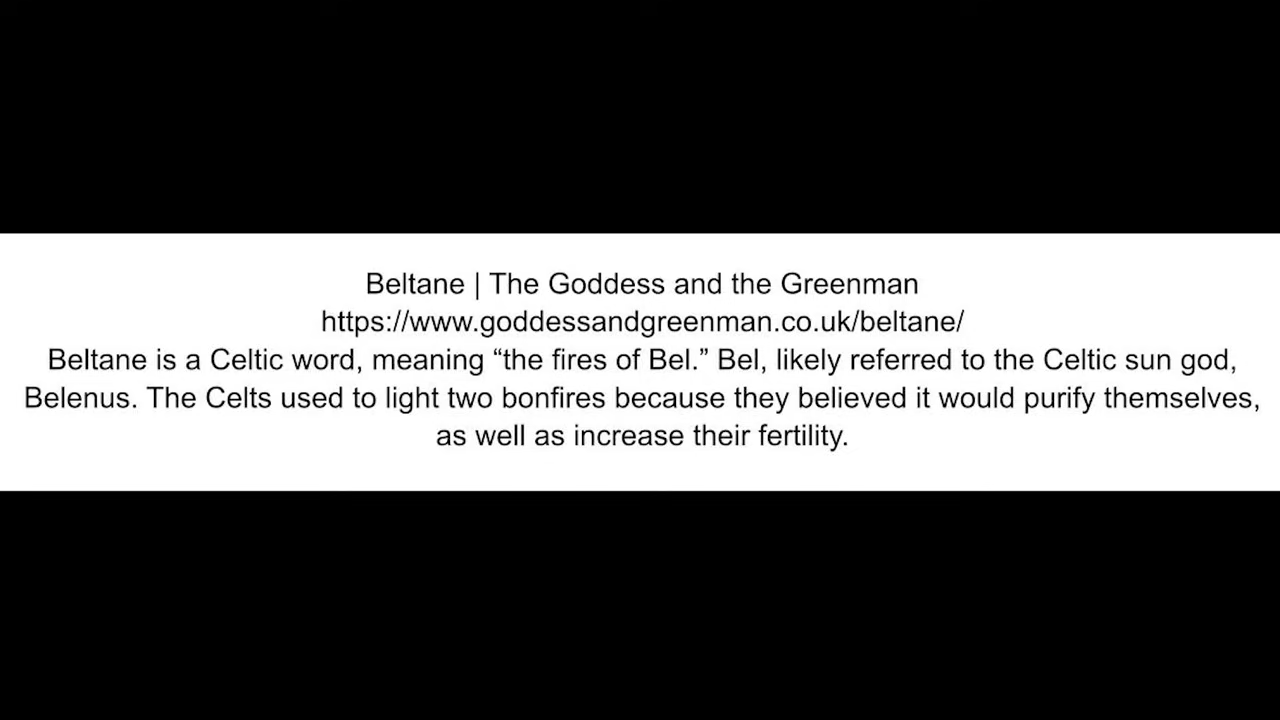 Beltane | The Goddess and the Greenman
https://www.goddessandgreenman.co.uk/beltane/
Beltane is a Celtic word, meaning “the fires of Bel.” Bel, likely referred to the Celtic sun god,
Belenus. The Celts used to light two bonfires because they believed it would purify themselves,
as well as increase their fertility.